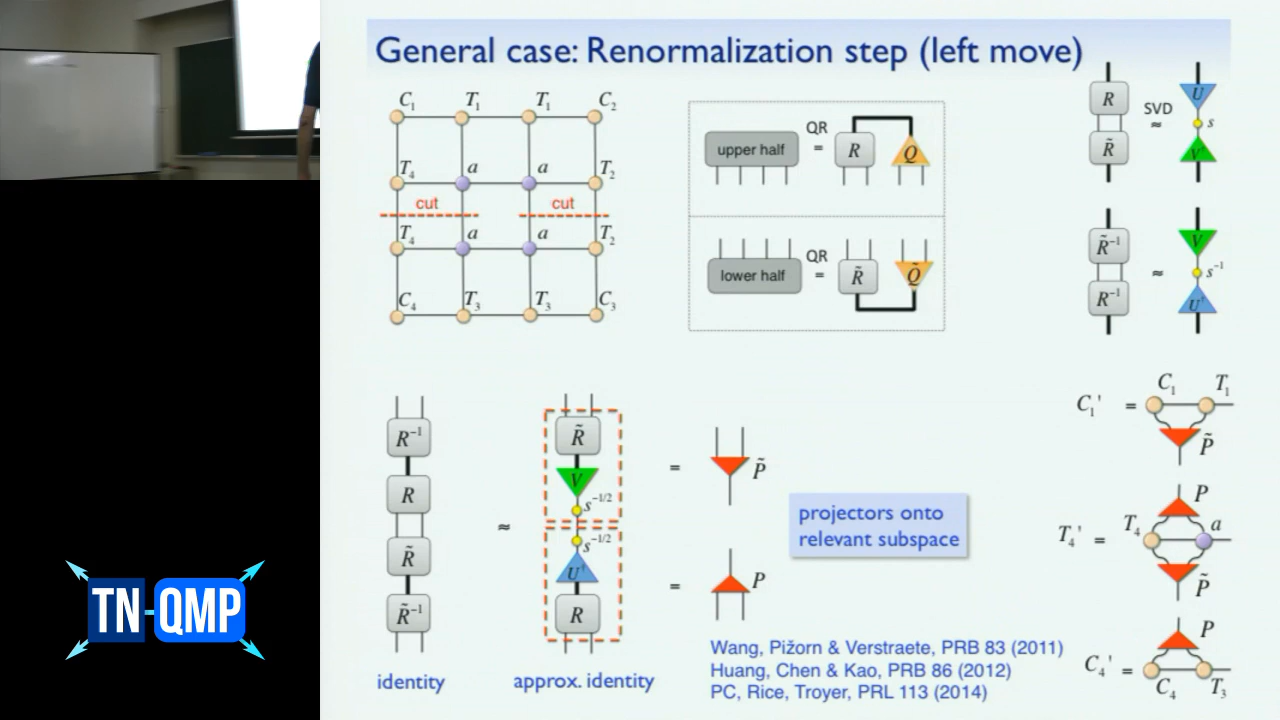 General case: Renormalization step (left move)
C₁ T₁ T₁ C₂
T₄ a a T₂
cut cut
T₄ a a T₂
C₄ T₃ T₃ C₃
upper half QR = R Q
lower half QR = R̃ Q̃
R SVD U
≈ s
R̃ V†
R̃⁻¹ V
≈ s⁻¹
R⁻¹ U†
R⁻¹
R
R̃
R̃⁻¹
identity
≈
R̃
V
s⁻¹/²
s⁻¹/²
U†
R
approx. identity
= P̃
= P
projectors onto
relevant subspace
C₁' = C₁ T₁
P̃
P
T₄' = T₄ a
P̃
P
C₄' =
C₄ T₃
Wang, Pižorn & Verstraete, PRB 83 (2011)
Huang, Chen & Kao, PRB 86 (2012)
PC, Rice, Troyer, PRL 113 (2014)
TN-QMP